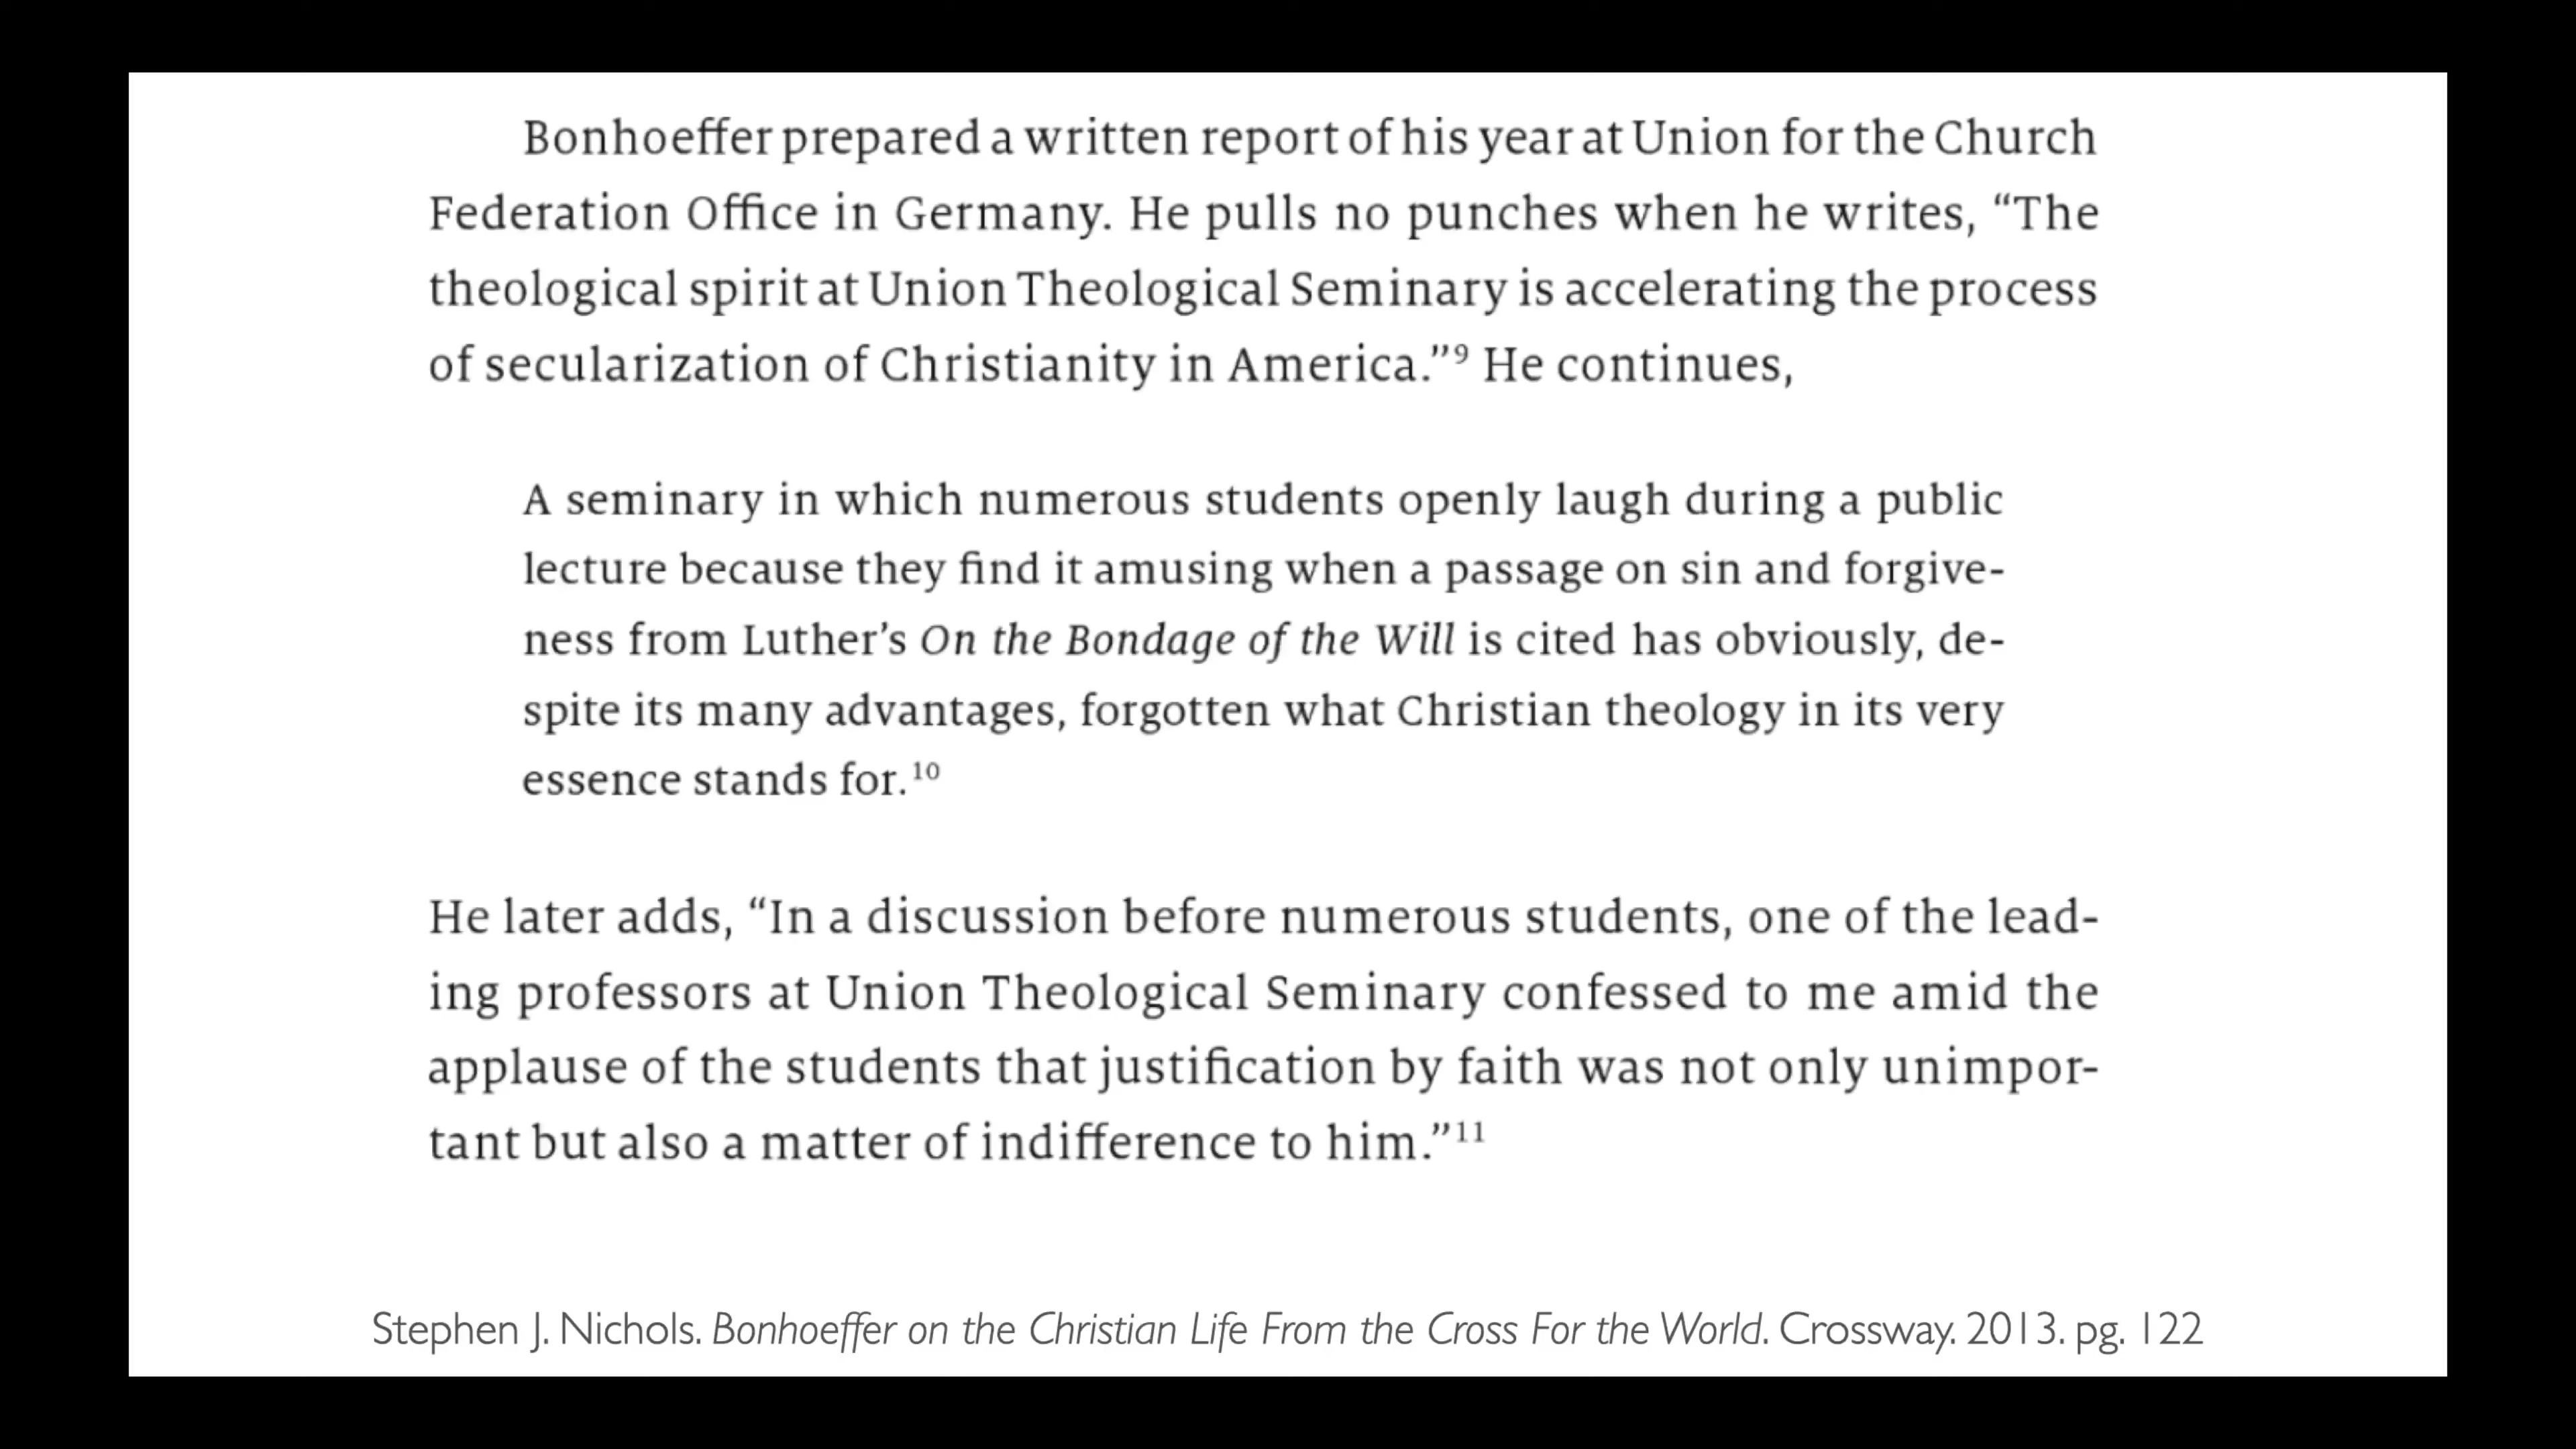 Bonhoeffer prepared a written report of his year at Union for the Church
Federation Office in Germany. He pulls no punches when he writes, “The
theological spirit at Union Theological Seminary is accelerating the process
of secularization of Christianity in America.”⁹ He continues,
A seminary in which numerous students openly laugh during a public
lecture because they find it amusing when a passage on sin and forgive-
ness from Luther’s On the Bondage of the Will is cited has obviously, de-
spite its many advantages, forgotten what Christian theology in its very
essence stands for.¹⁰
He later adds, “In a discussion before numerous students, one of the lead-
ing professors at Union Theological Seminary confessed to me amid the
applause of the students that justification by faith was not only unimpor-
tant but also a matter of indifference to him.”¹¹
Stephen J. Nichols. Bonhoeffer on the Christian Life From the Cross For the World. Crossway. 2013. pg. 122